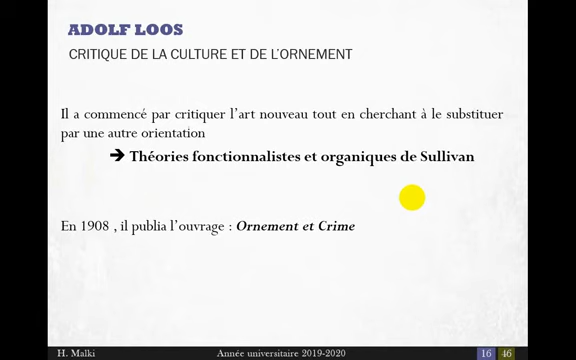 ADOLF LOOS
CRITIQUE DE LA CULTURE ET DE L'ORNEMENT
Il a commencé par critiquer l'art nouveau tout en cherchant à le substituer
par une autre orientation
➔ Théories fonctionnalistes et organiques de Sullivan
En 1908 , il publia l'ouvrage : Ornement et Crime
H. Malki Année universitaire 2019-2020 16 46